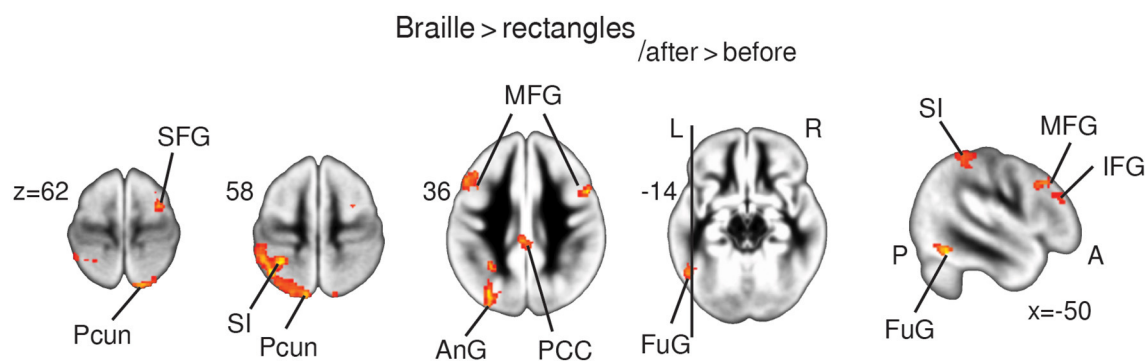 Braille > rectangles
/after > before
MFG
L
R
SI
MFG
SFG
IFG
z=62
58
36
-14
P
A
Pcun
SI
Pcun
AnG
PCC
FuG
FuG
x=-50